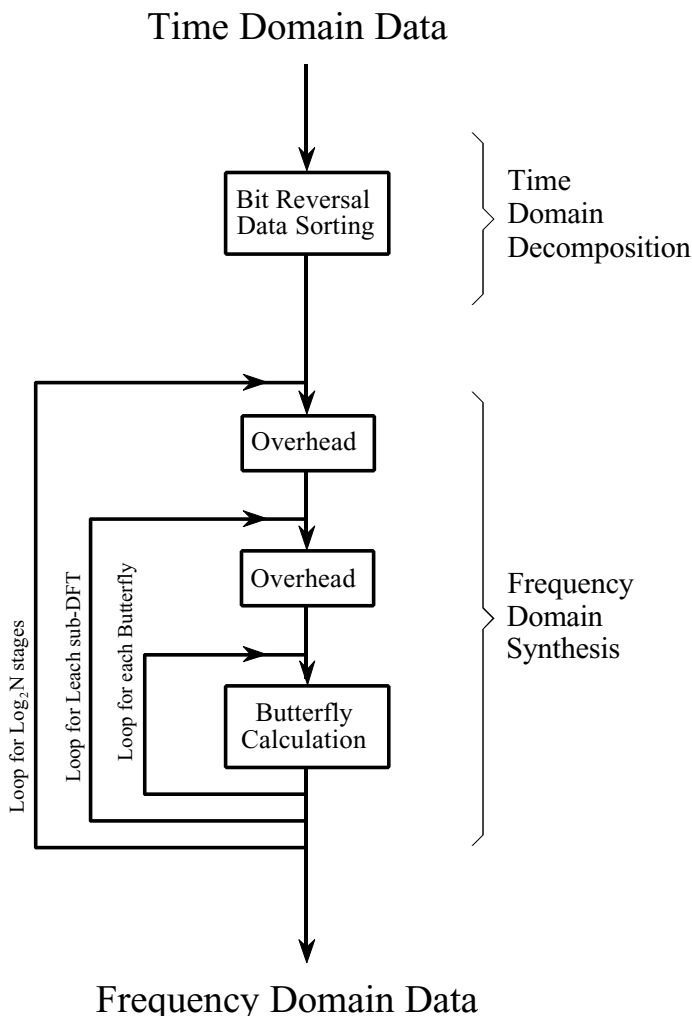 Time Domain Data
Bit Reversal
Data Sorting
Time
Domain
Decomposition
Overhead
Overhead
Butterfly
Calculation
Loop for Log₂N stages
Loop for Leach sub-DFT
Loop for each Butterfly
Frequency
Domain
Synthesis
Frequency Domain Data